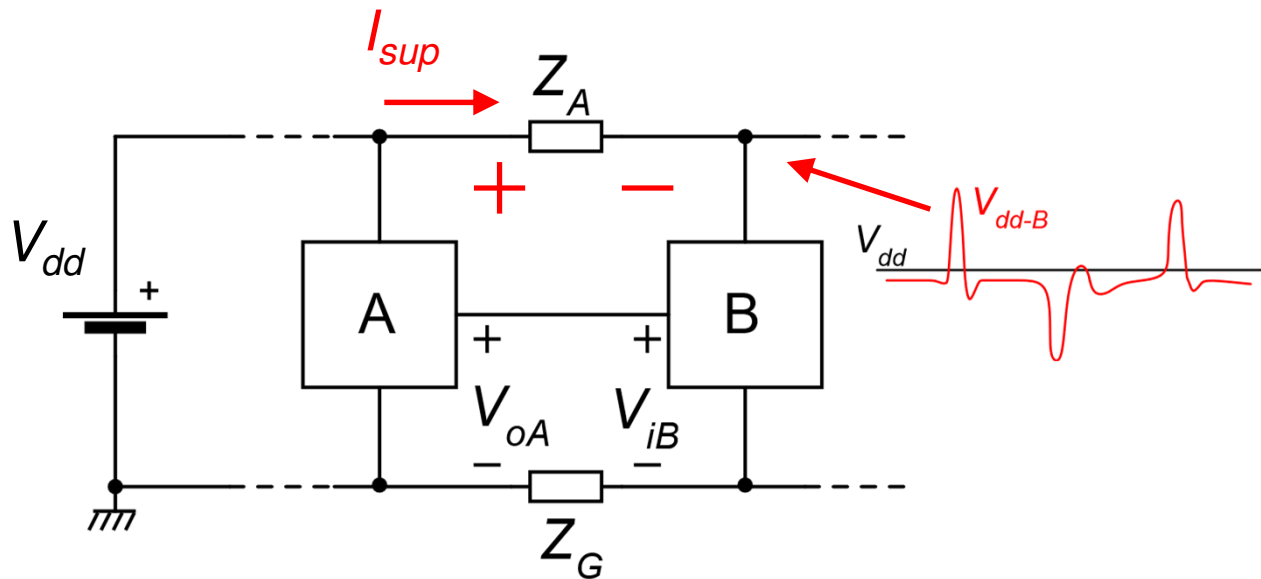 I_sup
Z_A
+ −
V_dd-B
V_dd
V_dd
+
A
B
+ +
V_oA V_iB
− −
Z_G